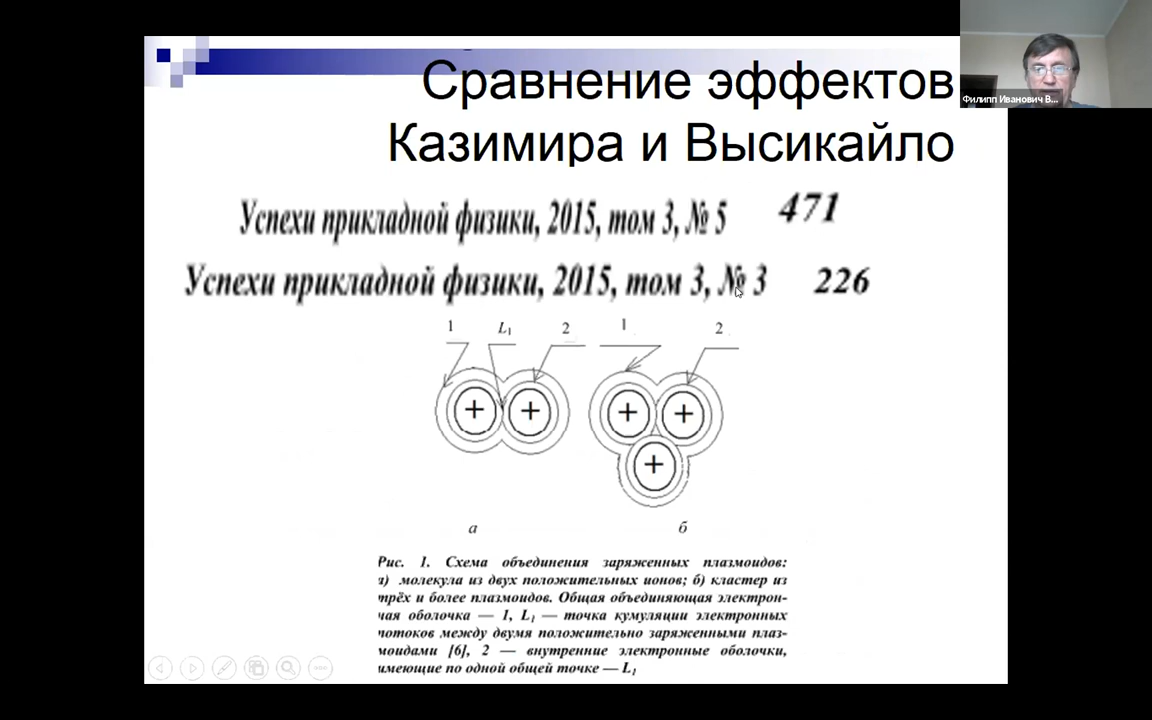 Сравнение эффектов
Казимира и Высикайло
Филипп Иванович В...
Успехи прикладной физики, 2015, том 3, № 5 471
Успехи прикладной физики, 2015, том 3, № 3 226
1 L₁ 2 1 2
+ + + +
+
а б
Рис. 1. Схема объединения заряженных плазмоидов:
а) молекула из двух положительных ионов; б) кластер из
трёх и более плазмоидов. Общая объединяющая электрон-
ная оболочка — 1, L₁ — точка кумуляции электронных
потоков между двумя положительно заряженными плаз-
моидами [6], 2 — внутренние электронные оболочки,
имеющие по одной общей точке — L₁